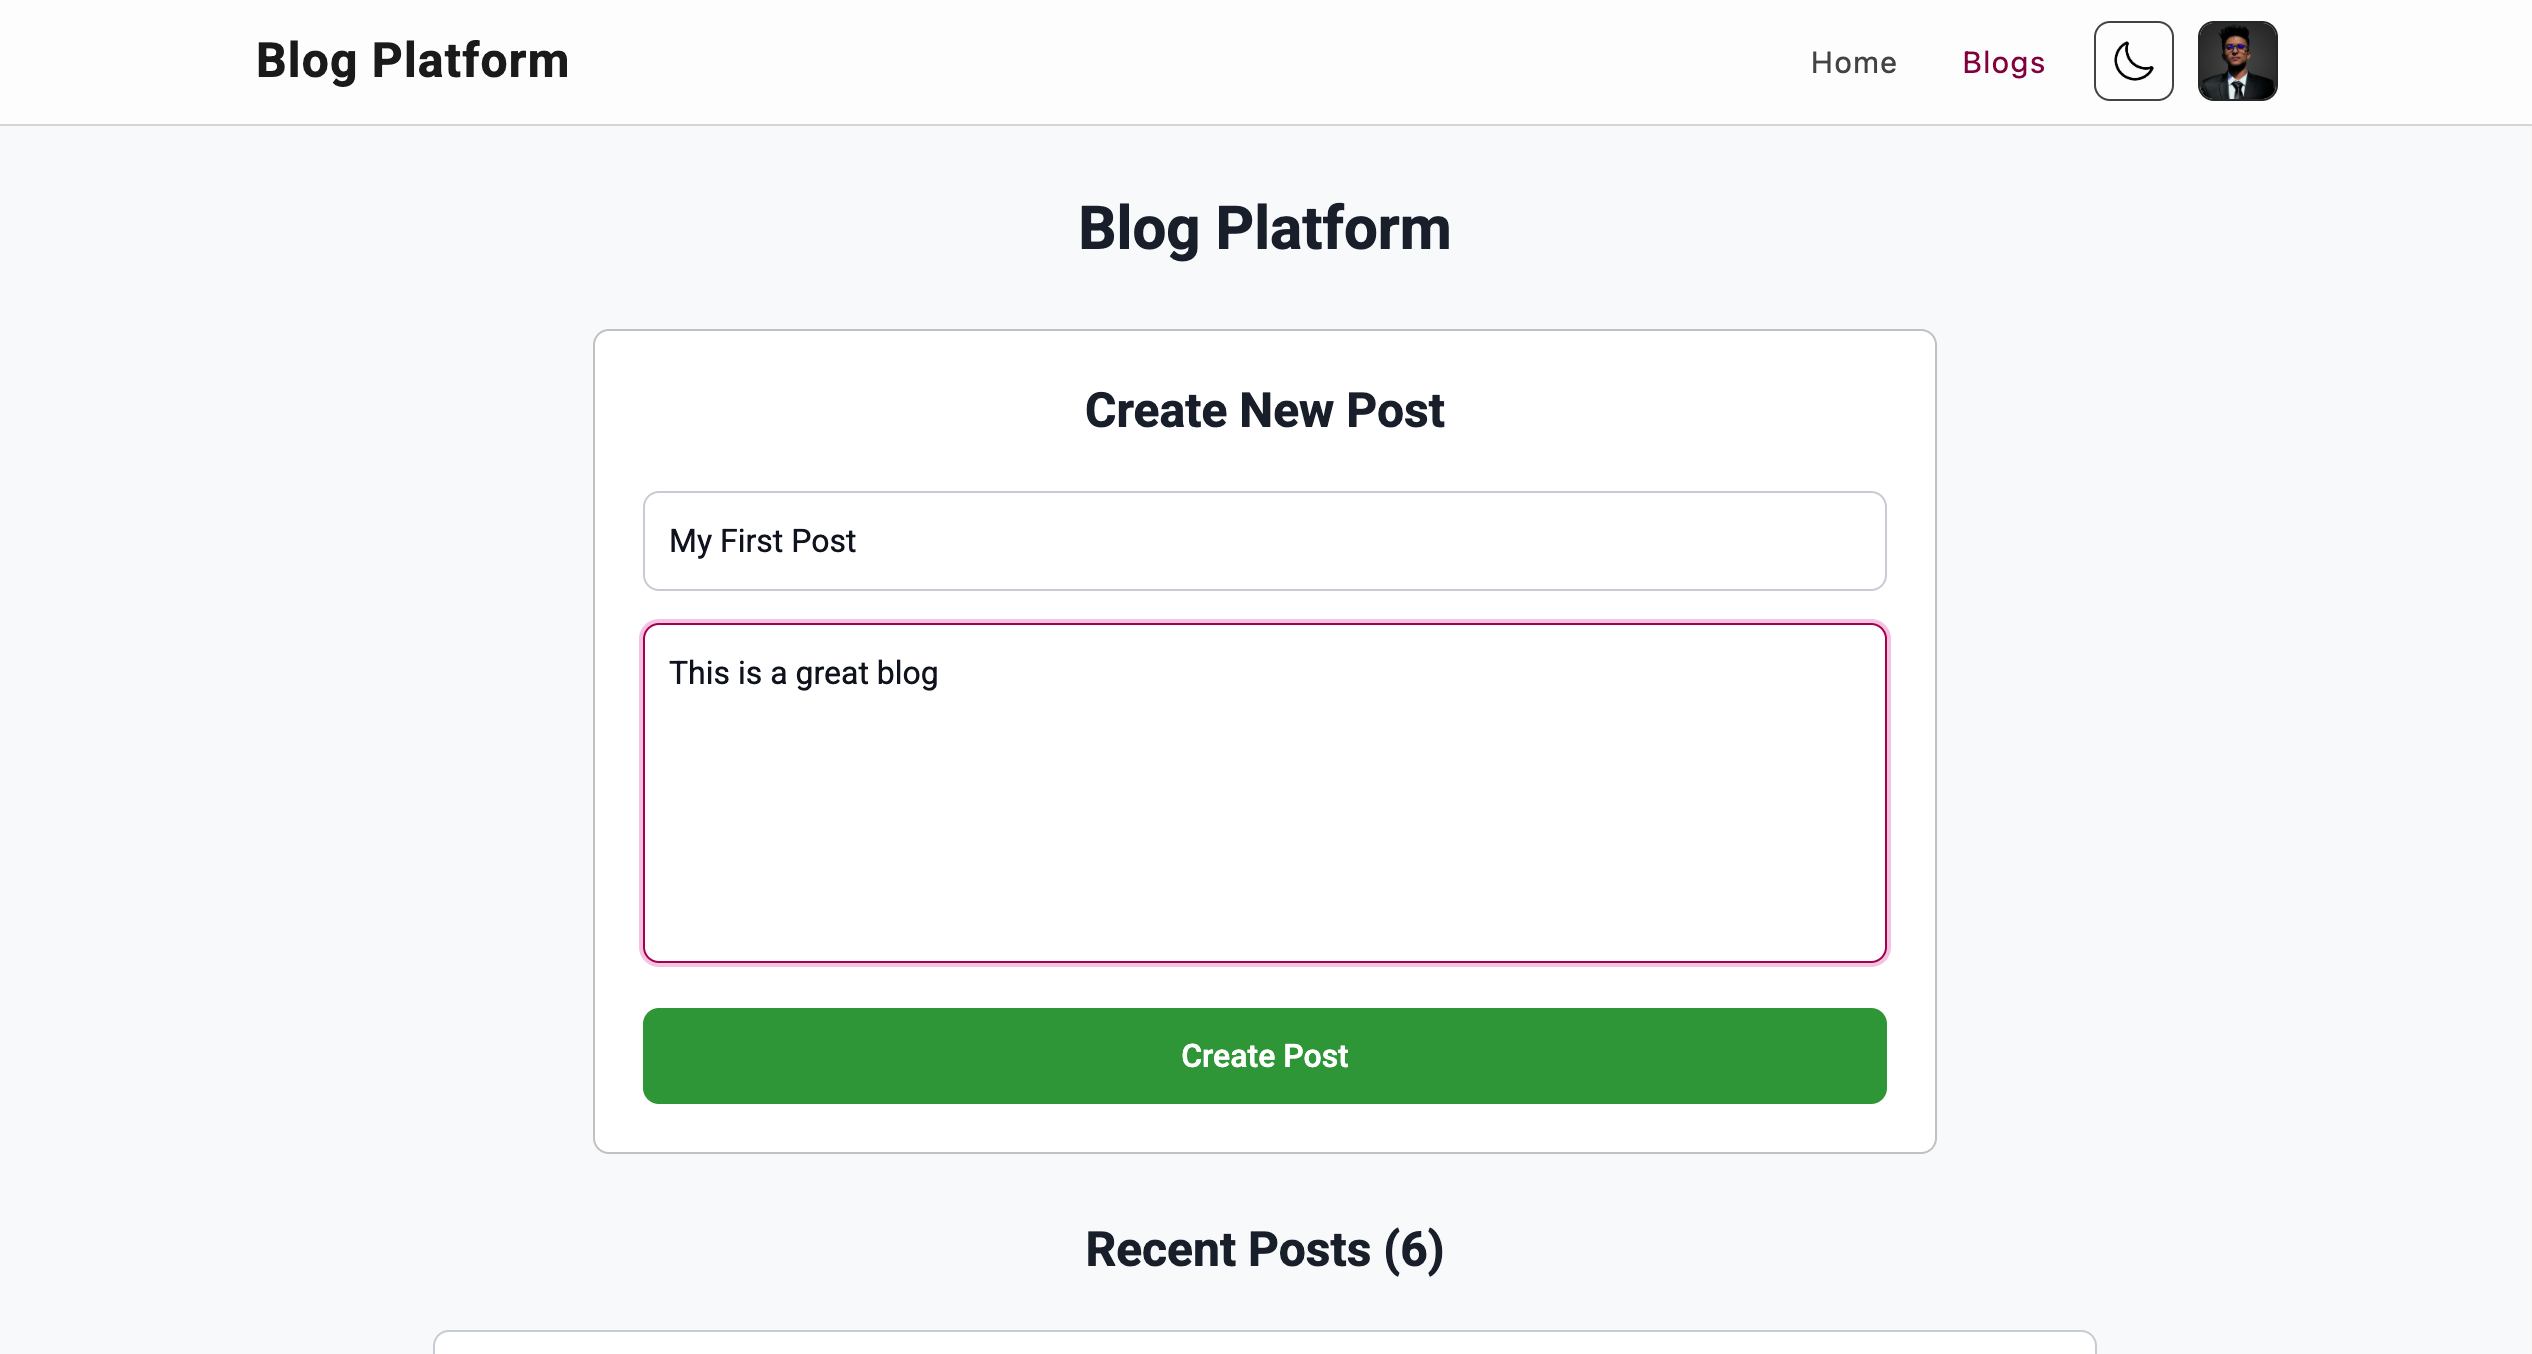 Blog Platform
Home
Blogs
Blog Platform
Create New Post
My First Post
This is a great blog
Create Post
Recent Posts (6)